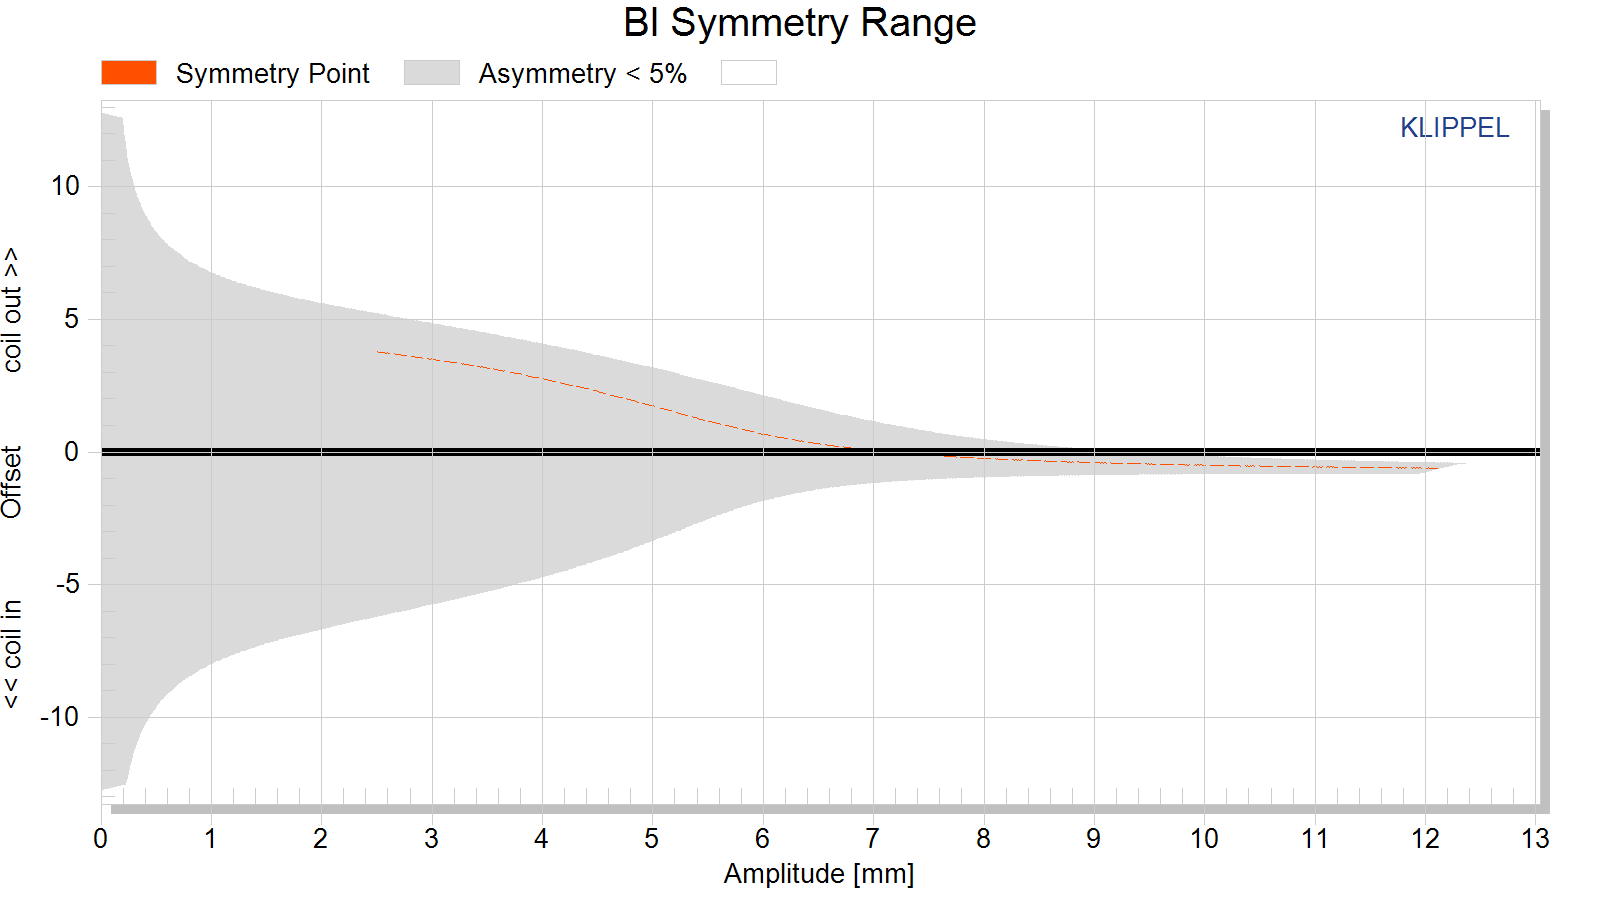 Bl Symmetry Range
Symmetry Point Asymmetry < 5%
KLIPPEL
10
5
0
-5
-10
<< coil in Offset coil out >>
0 1 2 3 4 5 6 7 8 9 10 11 12 13
Amplitude [mm]